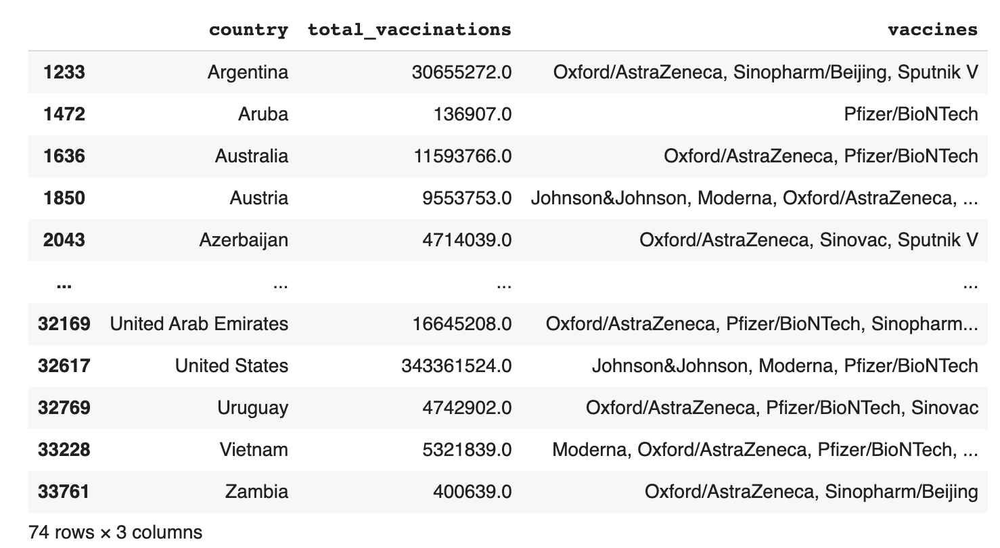 country total_vaccinations vaccines
1233 Argentina 30655272.0 Oxford/AstraZeneca, Sinopharm/Beijing, Sputnik V
1472 Aruba 136907.0 Pfizer/BioNTech
1636 Australia 11593766.0 Oxford/AstraZeneca, Pfizer/BioNTech
1850 Austria 9553753.0 Johnson&Johnson, Moderna, Oxford/AstraZeneca, ...
2043 Azerbaijan 4714039.0 Oxford/AstraZeneca, Sinovac, Sputnik V
... ... ... ...
32169 United Arab Emirates 16645208.0 Oxford/AstraZeneca, Pfizer/BioNTech, Sinopharm...
32617 United States 343361524.0 Johnson&Johnson, Moderna, Pfizer/BioNTech
32769 Uruguay 4742902.0 Oxford/AstraZeneca, Pfizer/BioNTech, Sinovac
33228 Vietnam 5321839.0 Moderna, Oxford/AstraZeneca, Pfizer/BioNTech, ...
33761 Zambia 400639.0 Oxford/AstraZeneca, Sinopharm/Beijing
74 rows × 3 columns